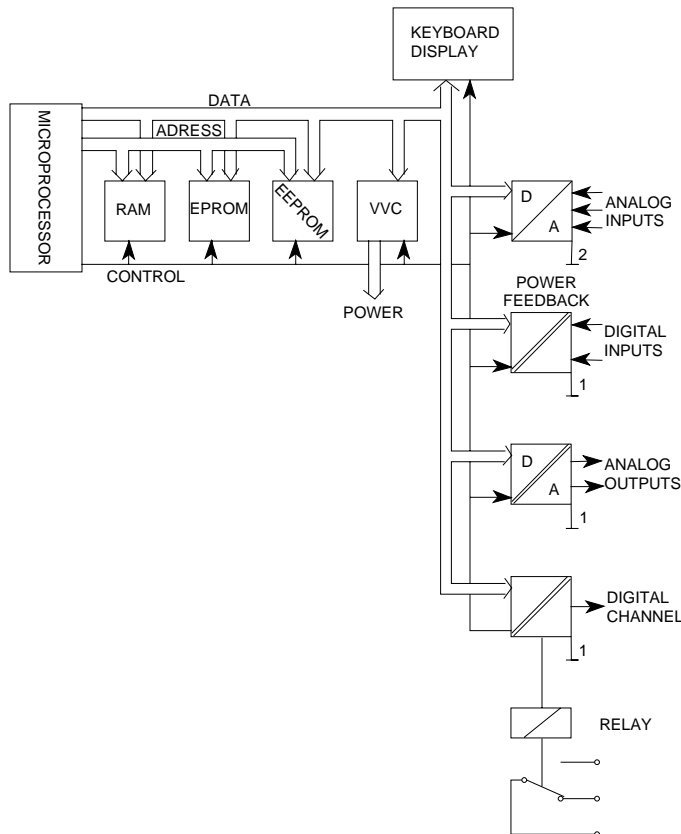 KEYBOARD
DISPLAY
DATA
ADRESS
MICROPROCESSOR
RAM
EPROM
EEPROM
VVC
CONTROL
POWER
D
A
ANALOG
INPUTS
2
POWER
FEEDBACK
DIGITAL
INPUTS
1
D
A
ANALOG
OUTPUTS
1
DIGITAL
CHANNEL
1
RELAY